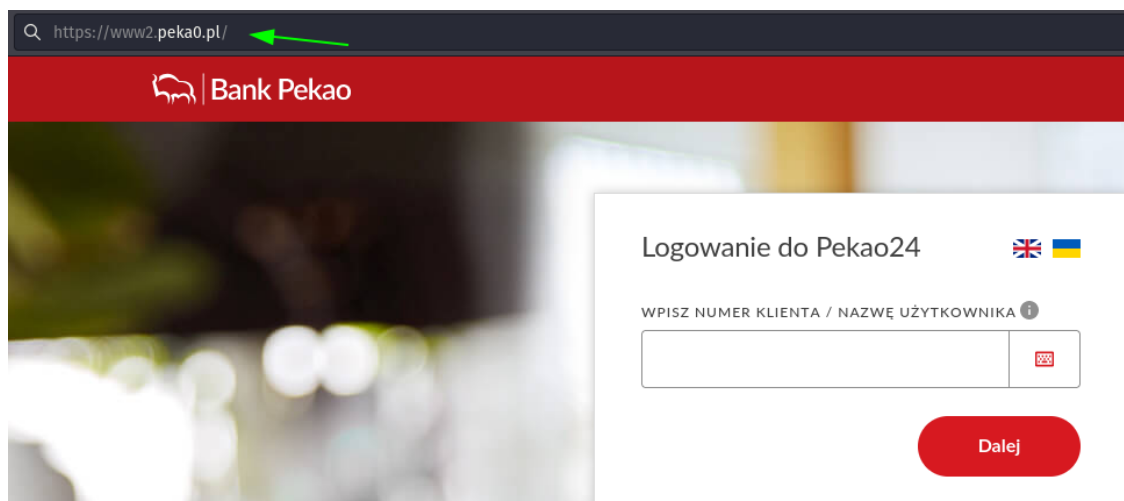 https://www2.peka0.pl/
Bank Pekao
Logowanie do Pekao24
WPISZ NUMER KLIENTA / NAZWĘ UŻYTKOWNIKA i
Dalej